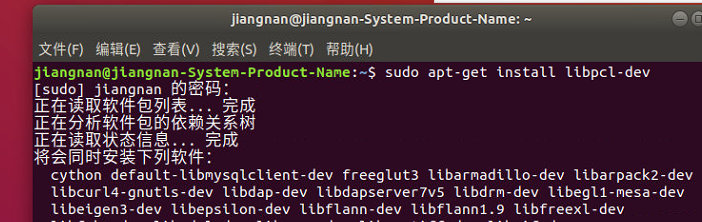 jiangnan@jiangnan-System-Product-Name: ~
文件(F) 编辑(E) 查看(V) 搜索(S) 终端(T) 帮助(H)
jiangnan@jiangnan-System-Product-Name:~$ sudo apt-get install libpcl-dev
[sudo] jiangnan 的密码：
正在读取软件包列表... 完成
正在分析软件包的依赖关系树
正在读取状态信息... 完成
将会同时安装下列软件：
cython default-libmysqlclient-dev freeglut3 libarmadillo-dev libarpack2-dev
libcurl4-gnutls-dev libdap-dev libdapserver7v5 libdrm-dev libegl1-mesa-dev
libeigen3-dev libepsilon-dev libflann-dev libflann1.9 libfreexl-dev